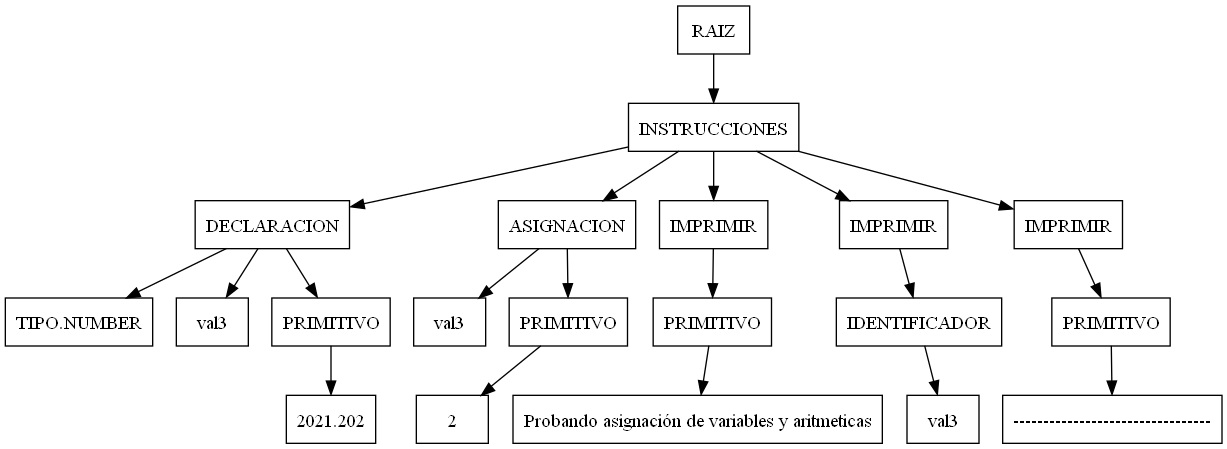 RAIZ
INSTRUCCIONES
DECLARACION
ASIGNACION
IMPRIMIR
IMPRIMIR
IMPRIMIR
TIPO.NUMBER
val3
PRIMITIVO
val3
PRIMITIVO
PRIMITIVO
IDENTIFICADOR
PRIMITIVO
2021.202
2
Probando asignación de variables y aritmeticas
val3
----------------------------------